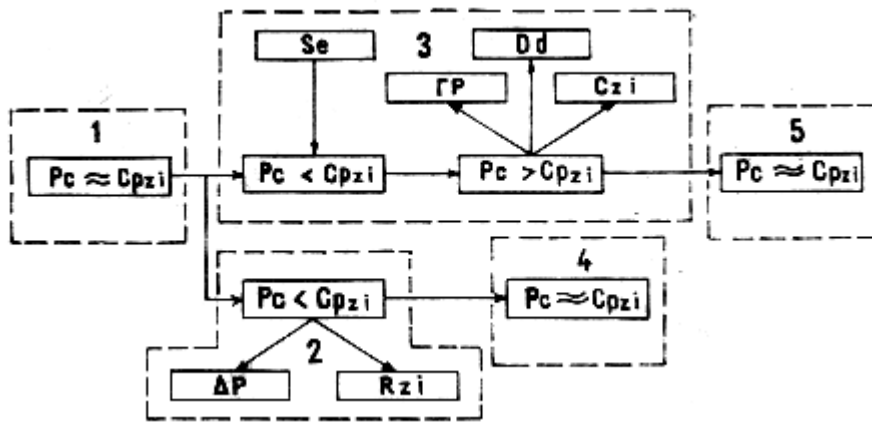 Se
3
Dd
ГP
Czi
1
5
Pc ≈ Cpzi
Pc < Cpzi
Pc > Cpzi
Pc ≈ Cpzi
4
Pc < Cpzi
Pc ≈ Cpzi
2
ΔP
Rzi